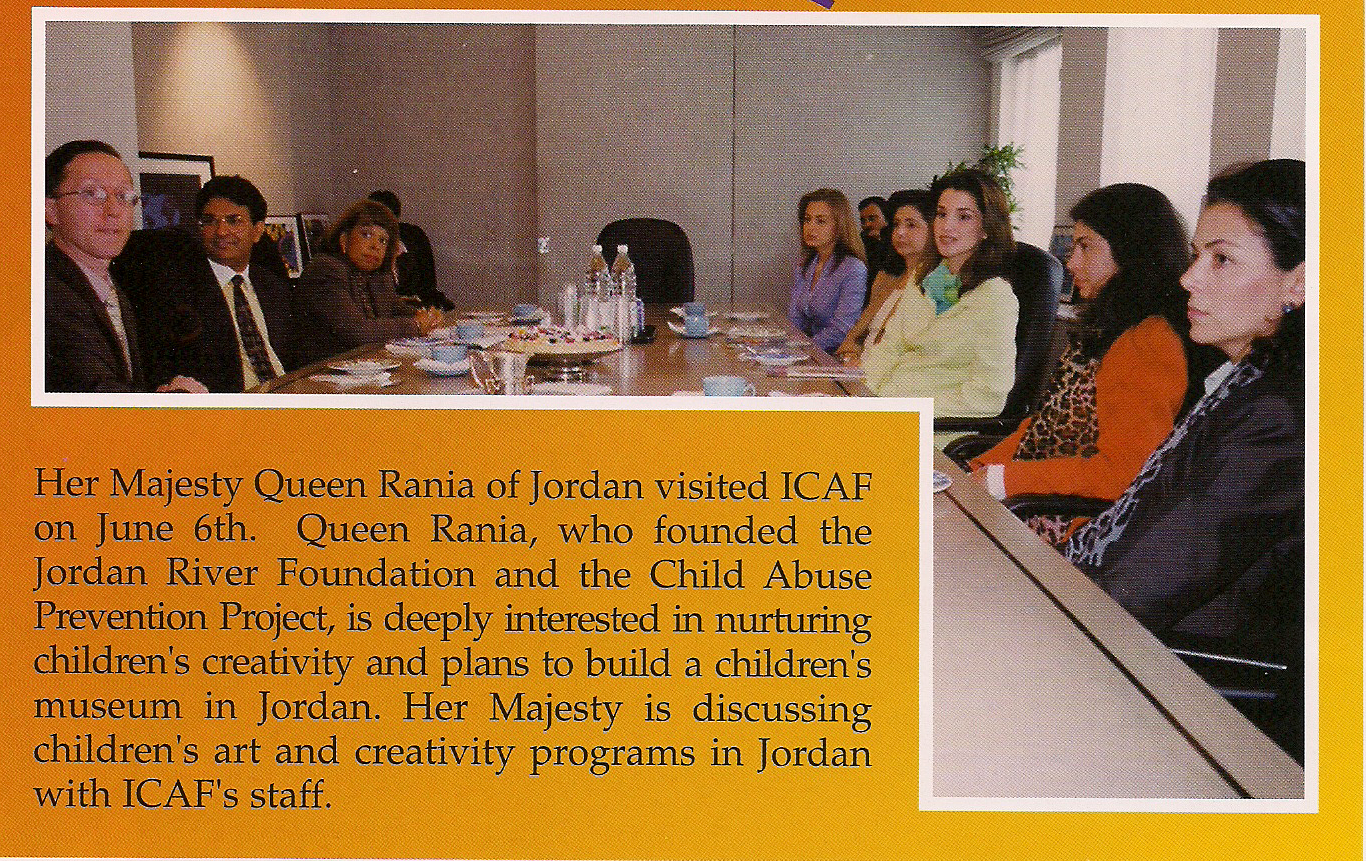 Her Majesty Queen Rania of Jordan visited ICAF
on June 6th. Queen Rania, who founded the
Jordan River Foundation and the Child Abuse
Prevention Project, is deeply interested in nurturing
children's creativity and plans to build a children's
museum in Jordan. Her Majesty is discussing
children's art and creativity programs in Jordan
with ICAF's staff.